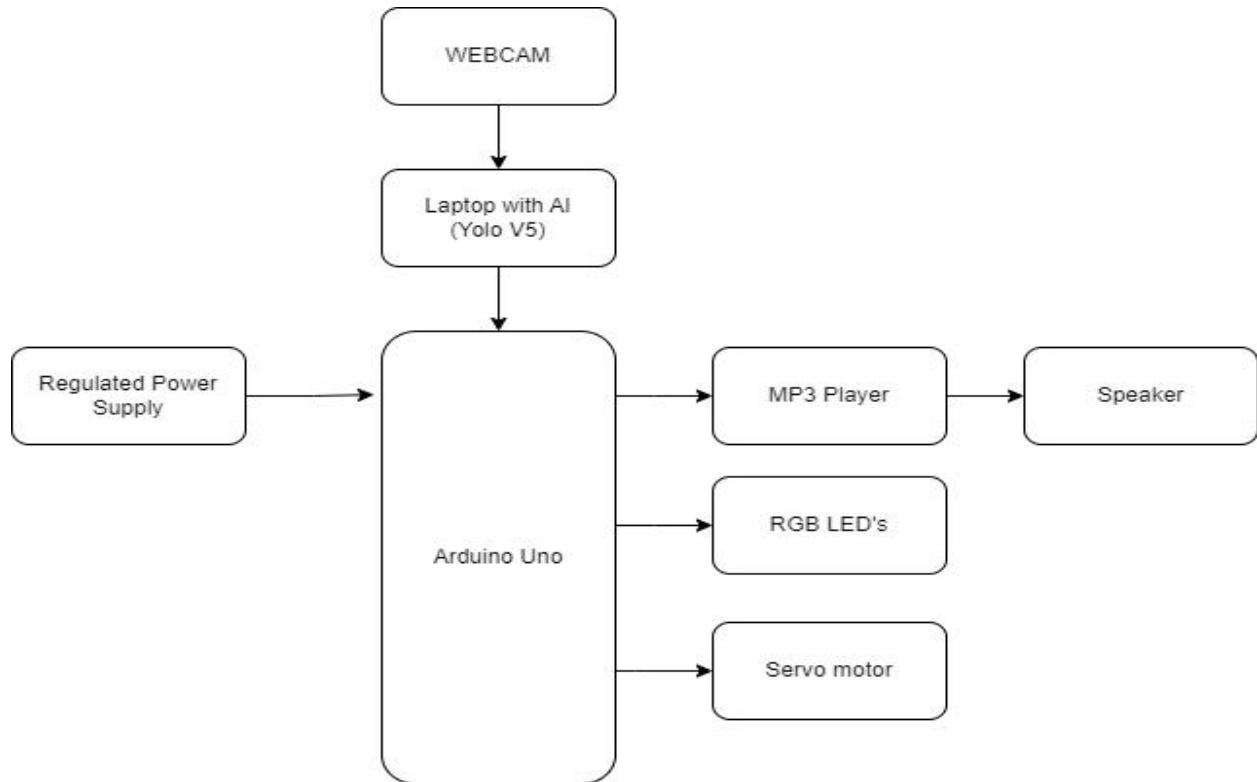 WEBCAM
Laptop with AI
(Yolo V5)
Regulated Power
Supply
Arduino Uno
MP3 Player
Speaker
RGB LED's
Servo motor